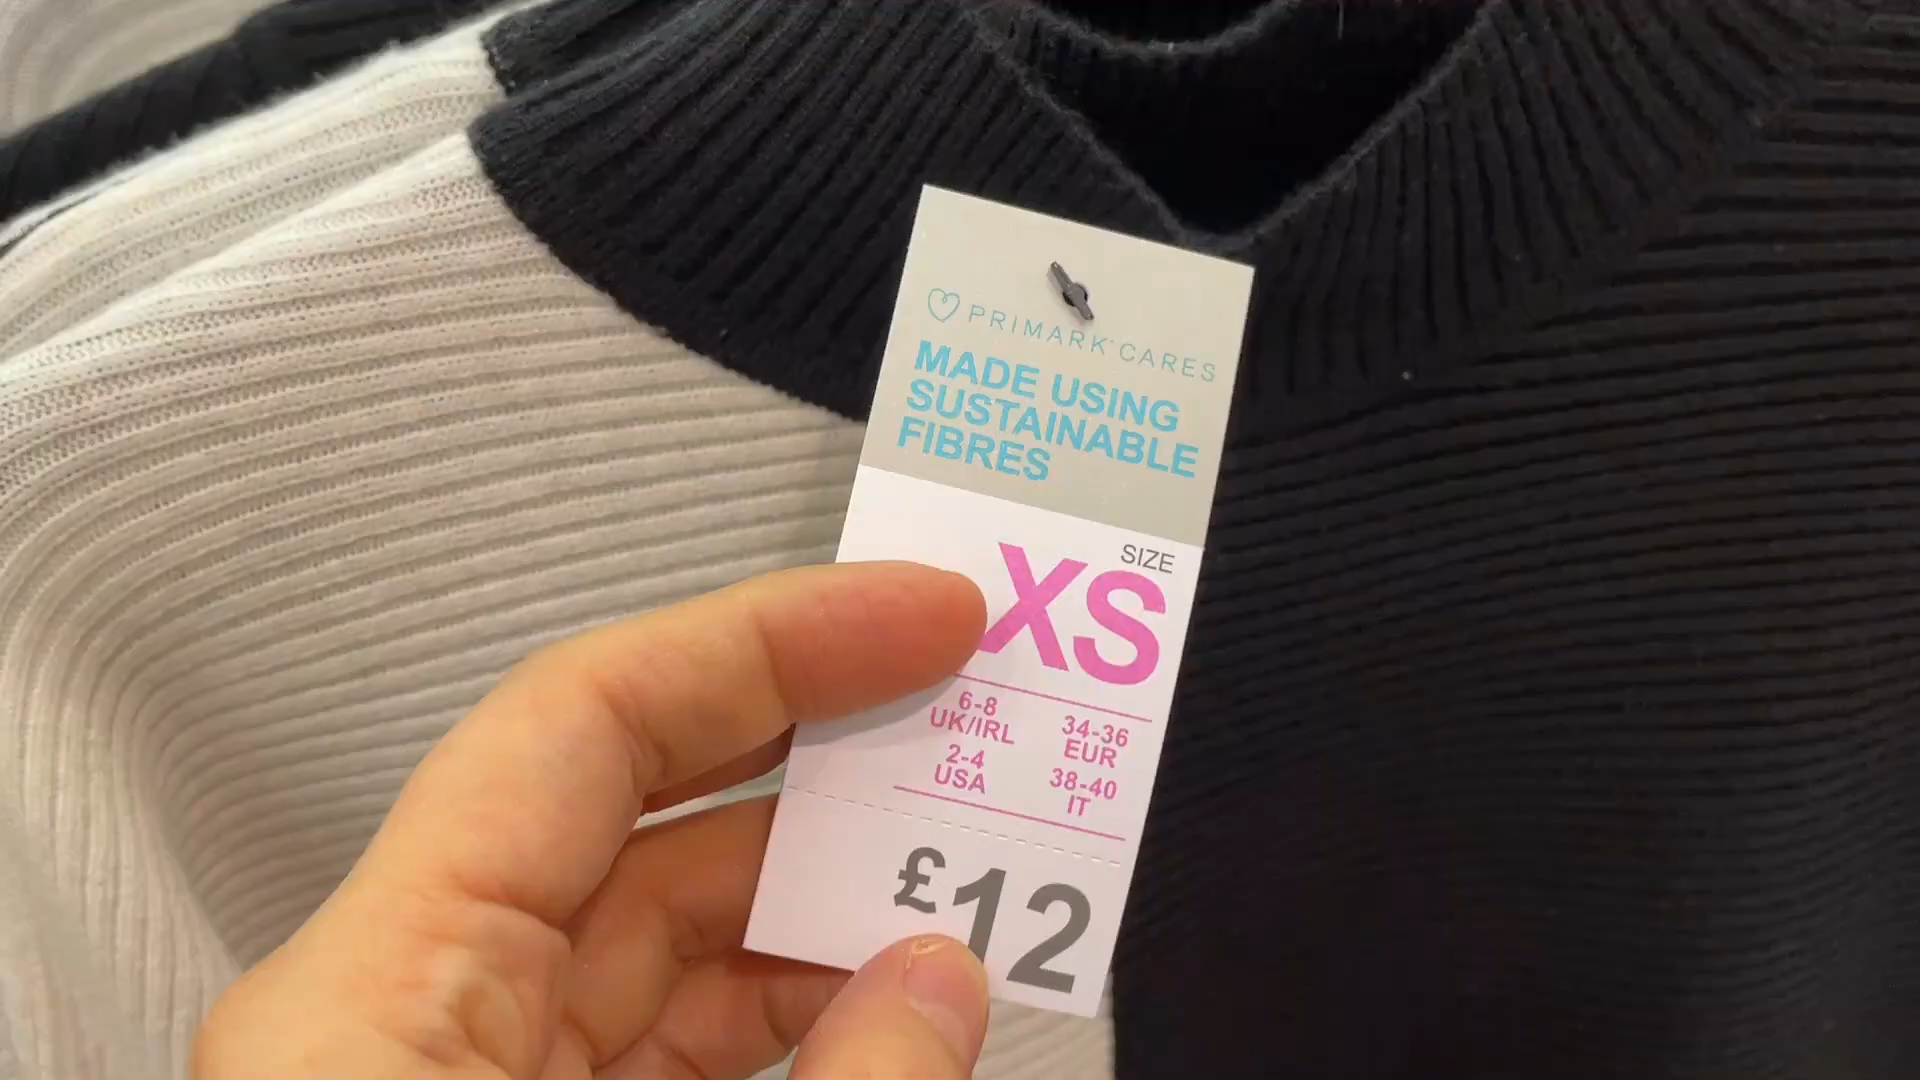 PRIMARK CARES
MADE USING
SUSTAINABLE
FIBRES
SIZE
XS
6-8
UK/IRL
34-36
EUR
2-4
USA
38-40
IT
£12